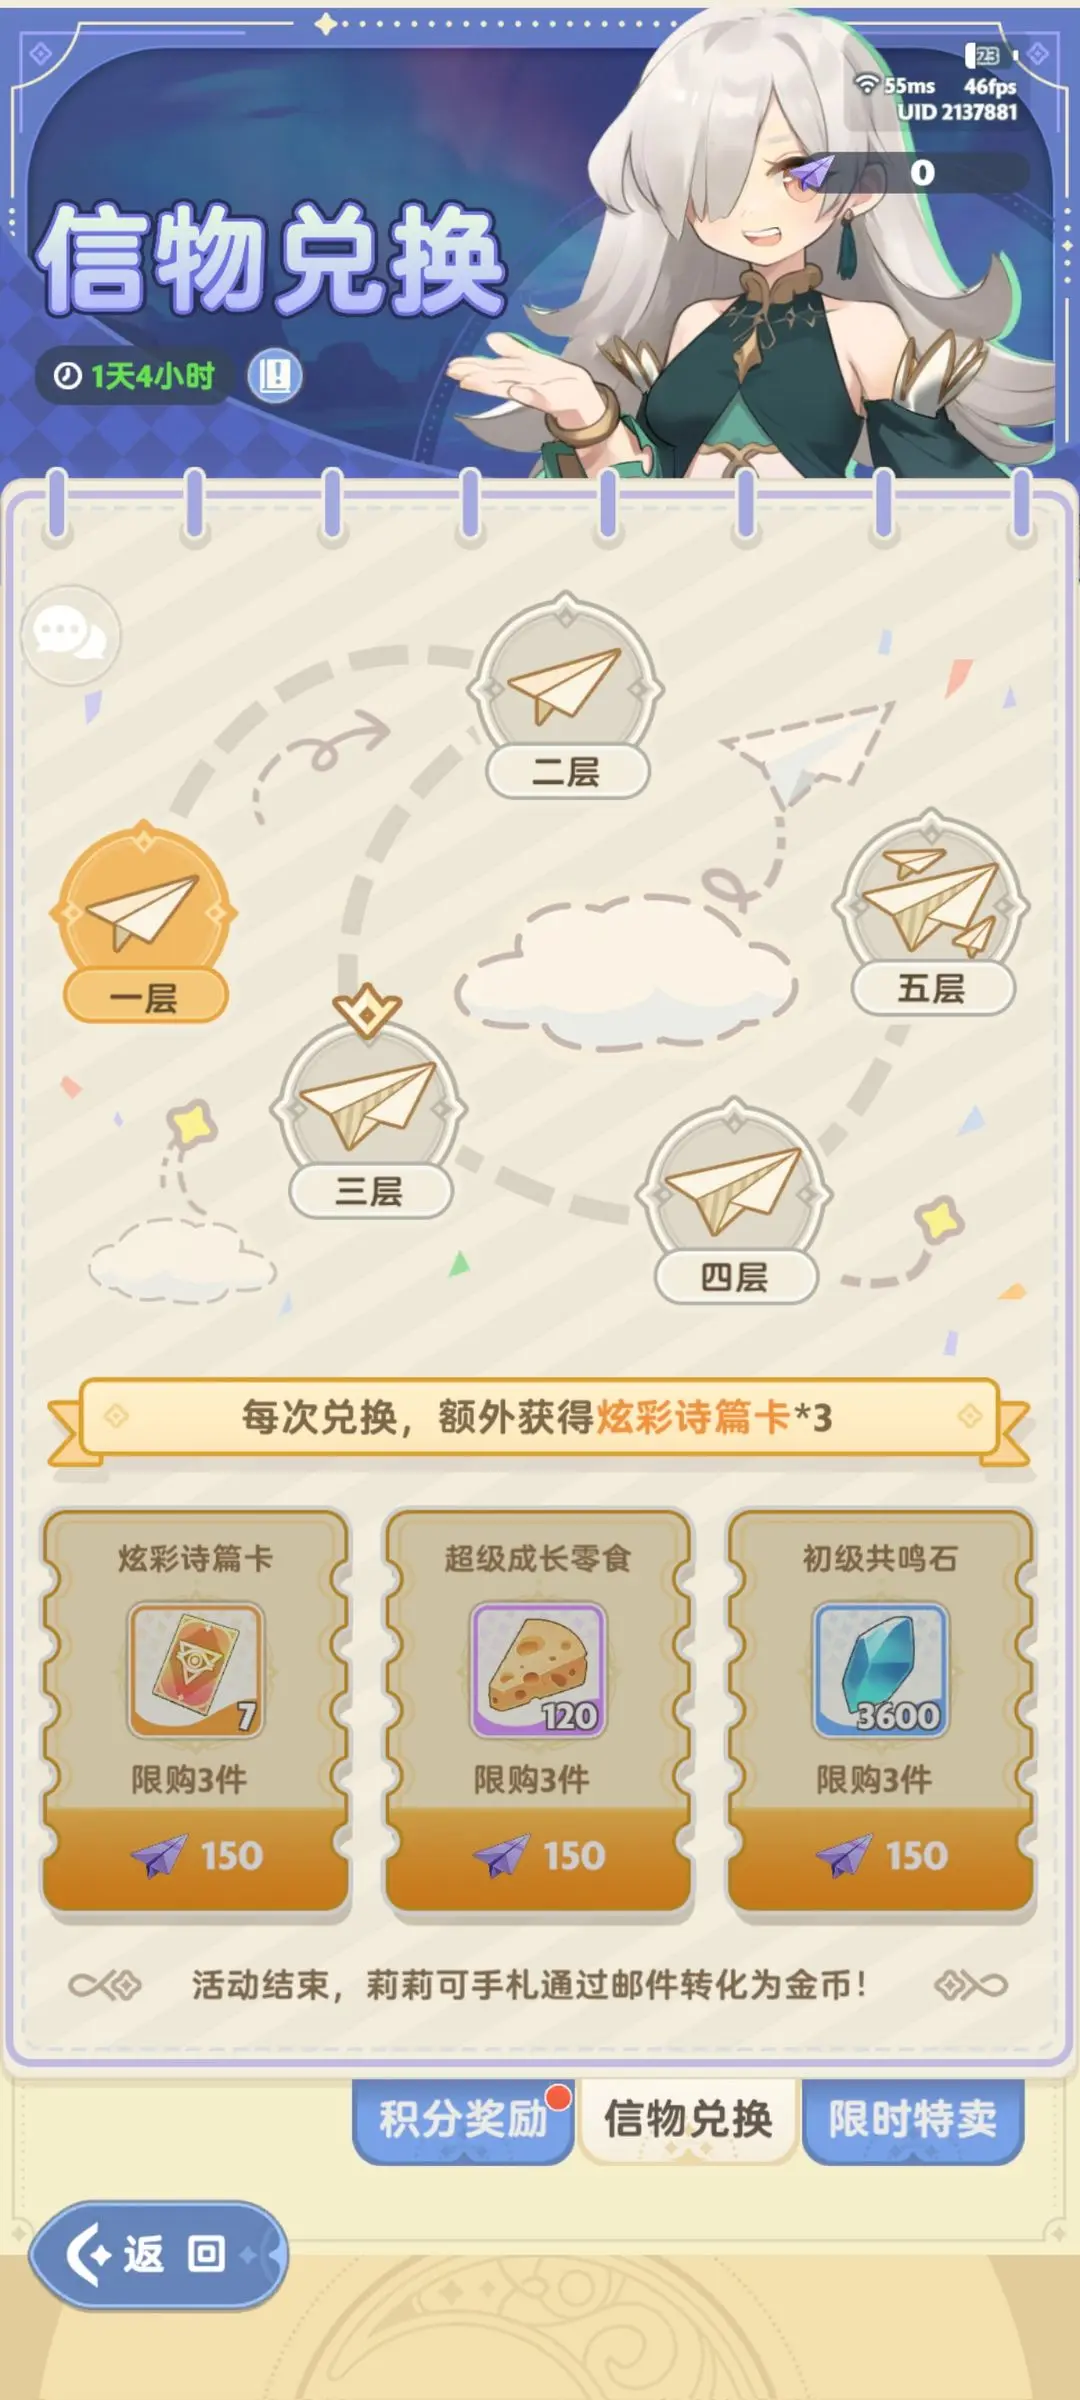 23
55ms 46fps
UID 2137881
0
信物兑换
1天4小时
二层
一层
五层
三层
四层
每次兑换，额外获得炫彩诗篇卡*3
炫彩诗篇卡
7
限购3件
150
超级成长零食
120
限购3件
150
初级共鸣石
3600
限购3件
150
活动结束，莉莉可手札通过邮件转化为金币！
积分奖励
信物兑换
限时特卖
返回